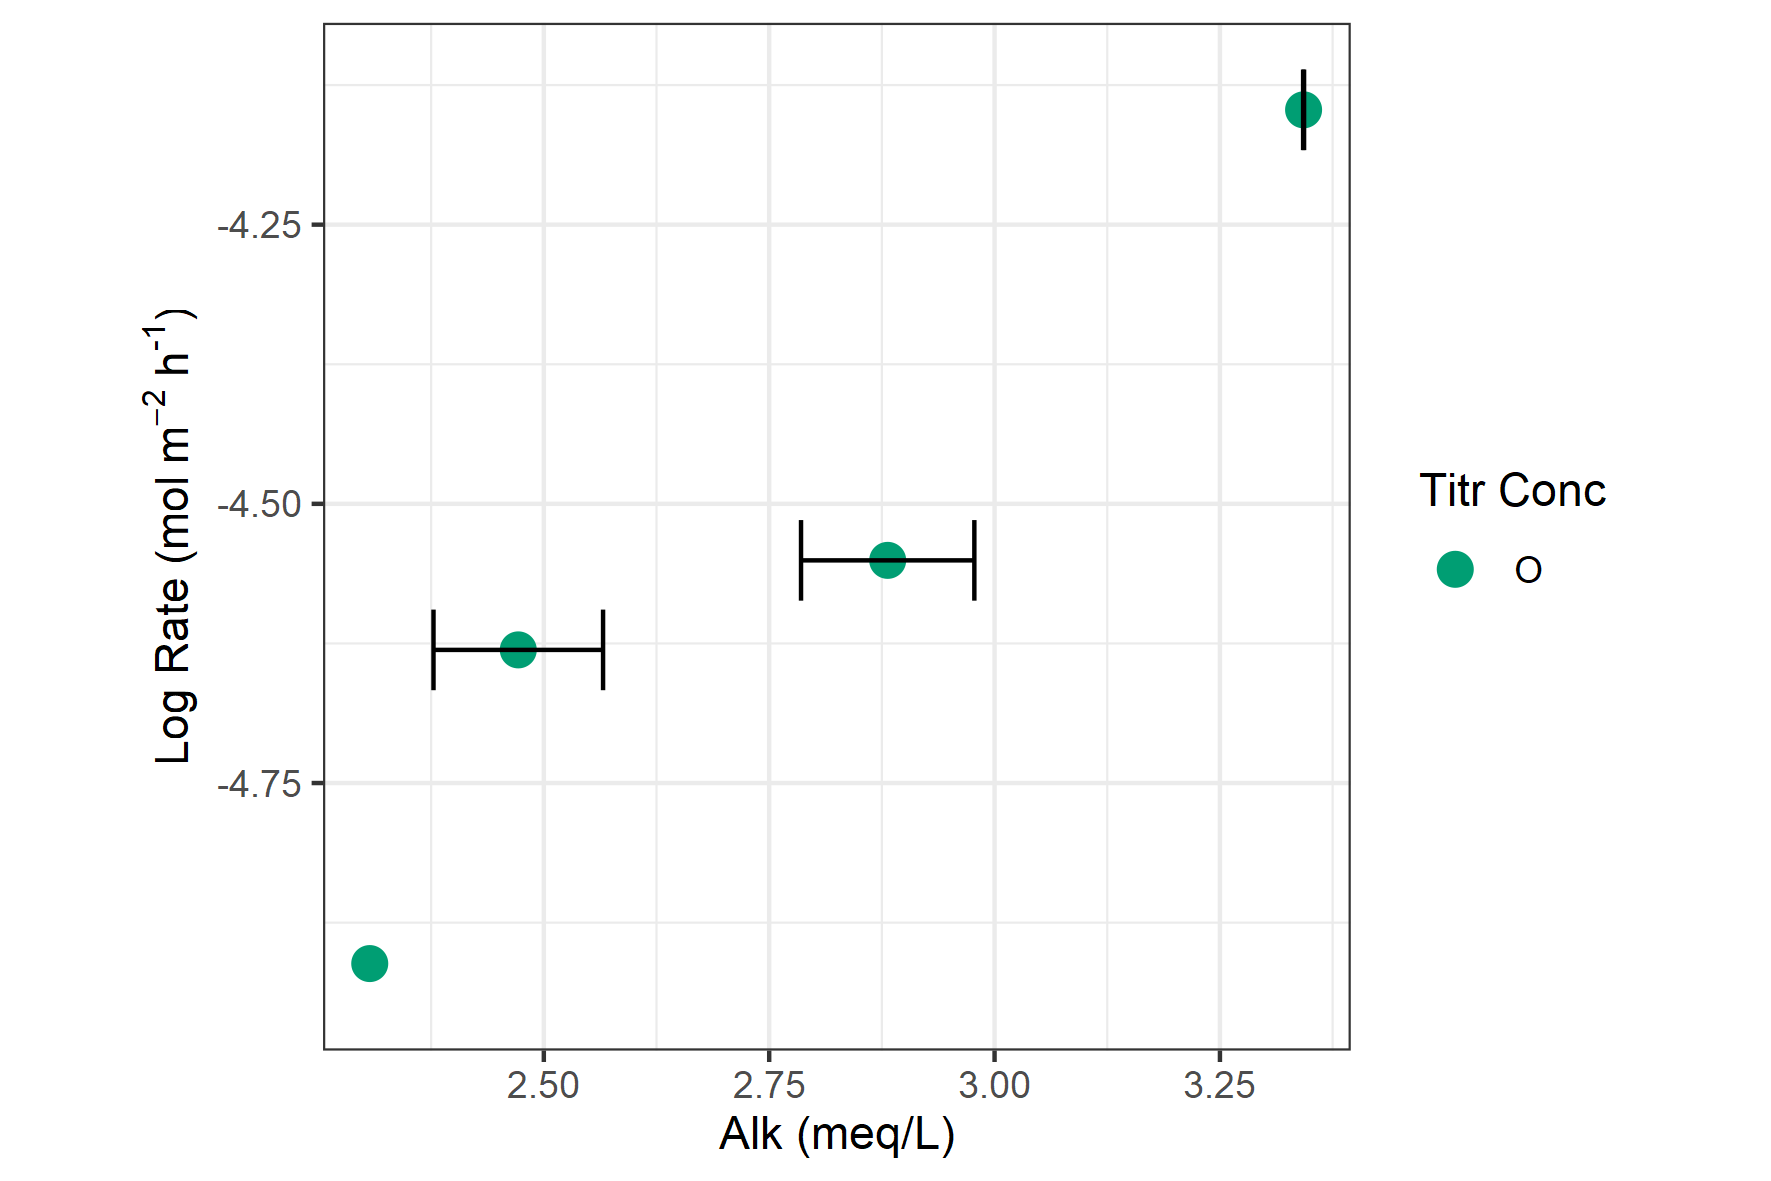 Log Rate (mol m⁻² h⁻¹)
-4.25
-4.50
-4.75
2.50 2.75 3.00 3.25
Alk (meq/L)
Titr Conc
O